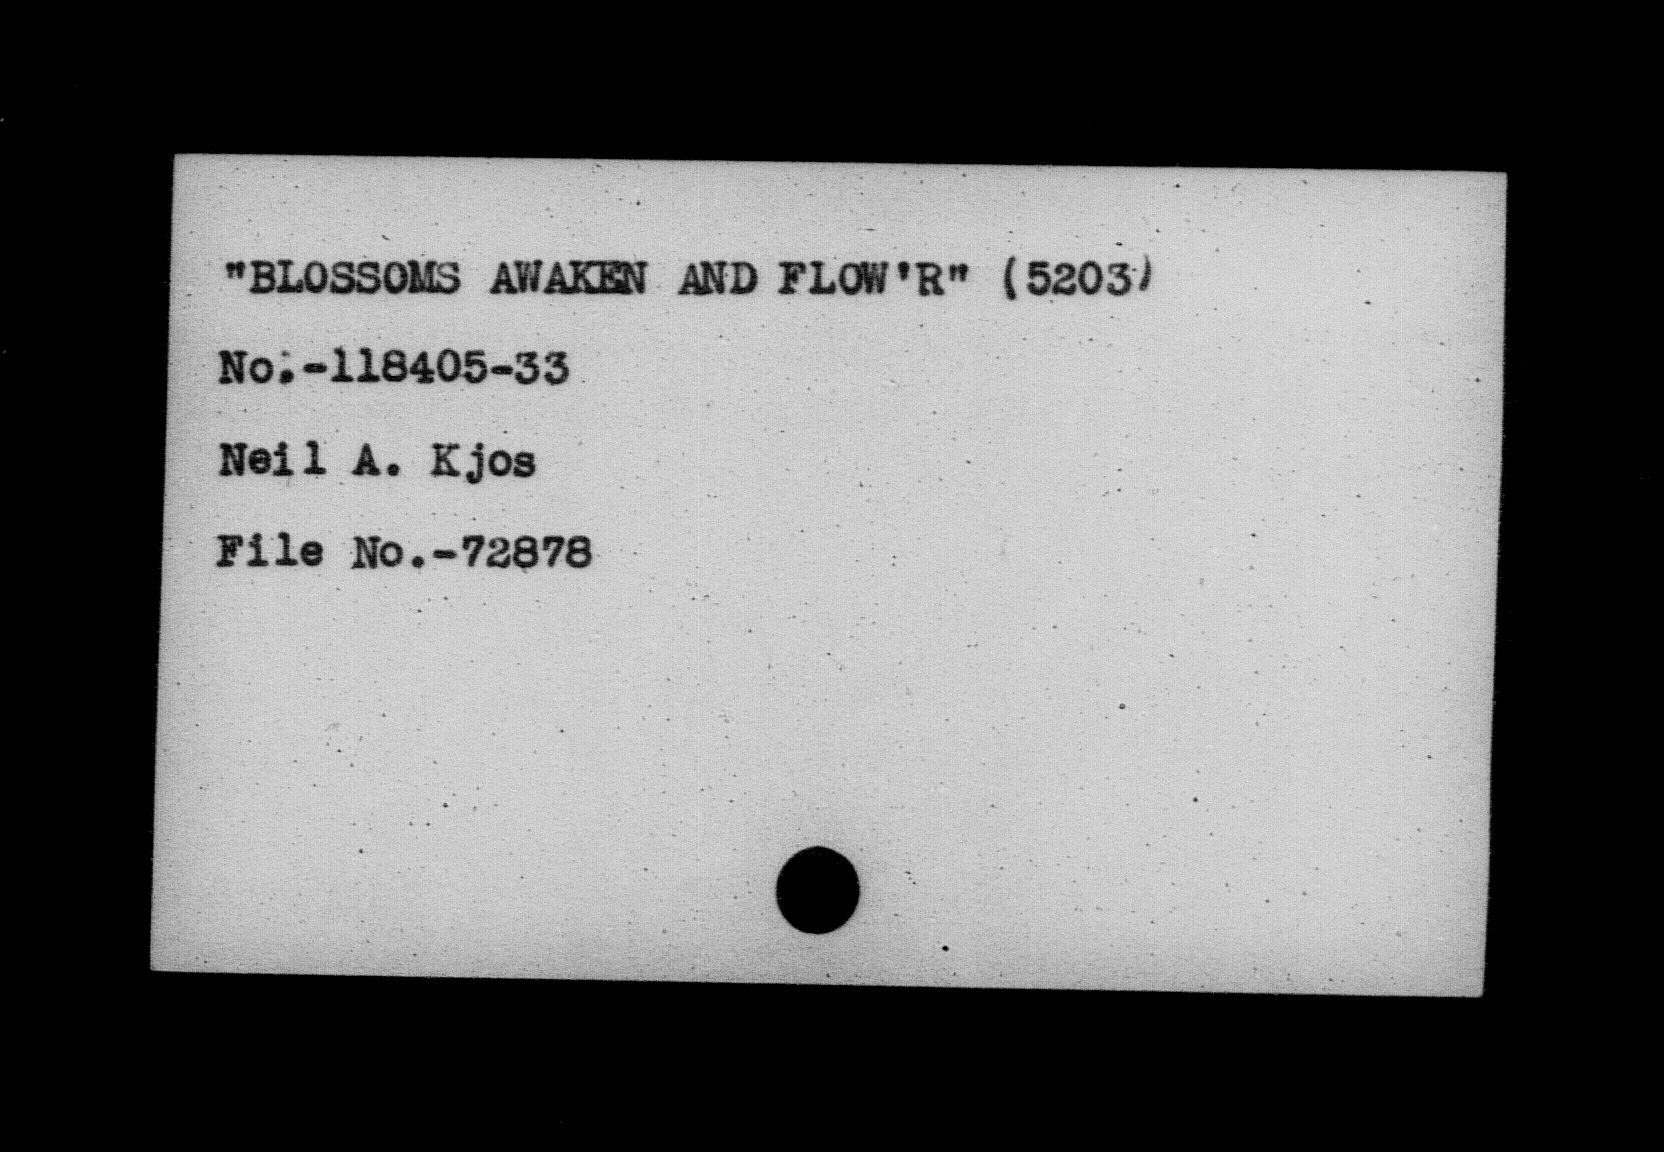 "BLOSSOMS AWAKEN AND FLOW'R" (5203)
No.-118405-33
Neil A. Kjos
File No.-72878